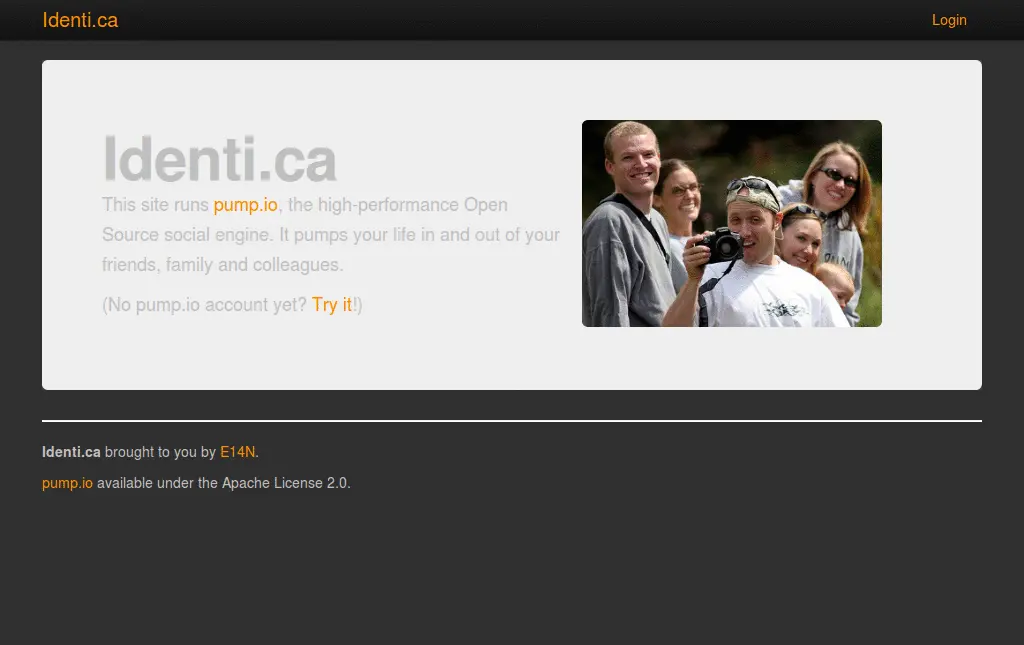 Identi.ca
Login
Identi.ca
This site runs pump.io, the high-performance Open
Source social engine. It pumps your life in and out of your
friends, family and colleagues.
(No pump.io account yet? Try it!)
Identi.ca brought to you by E14N.
pump.io available under the Apache License 2.0.